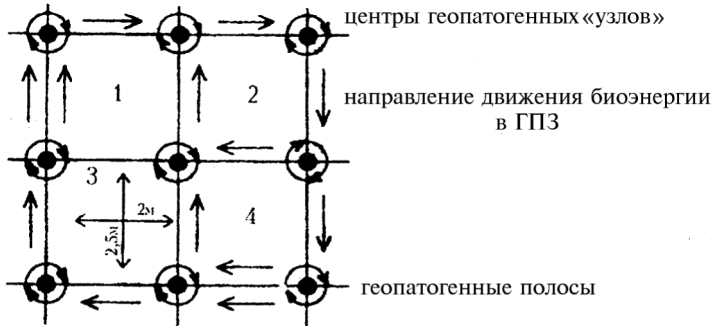 центры геопатогенных «узлов»
1
2
направление движения биоэнергии
в ГПЗ
3
2м
4
2,5м
геопатогенные полосы